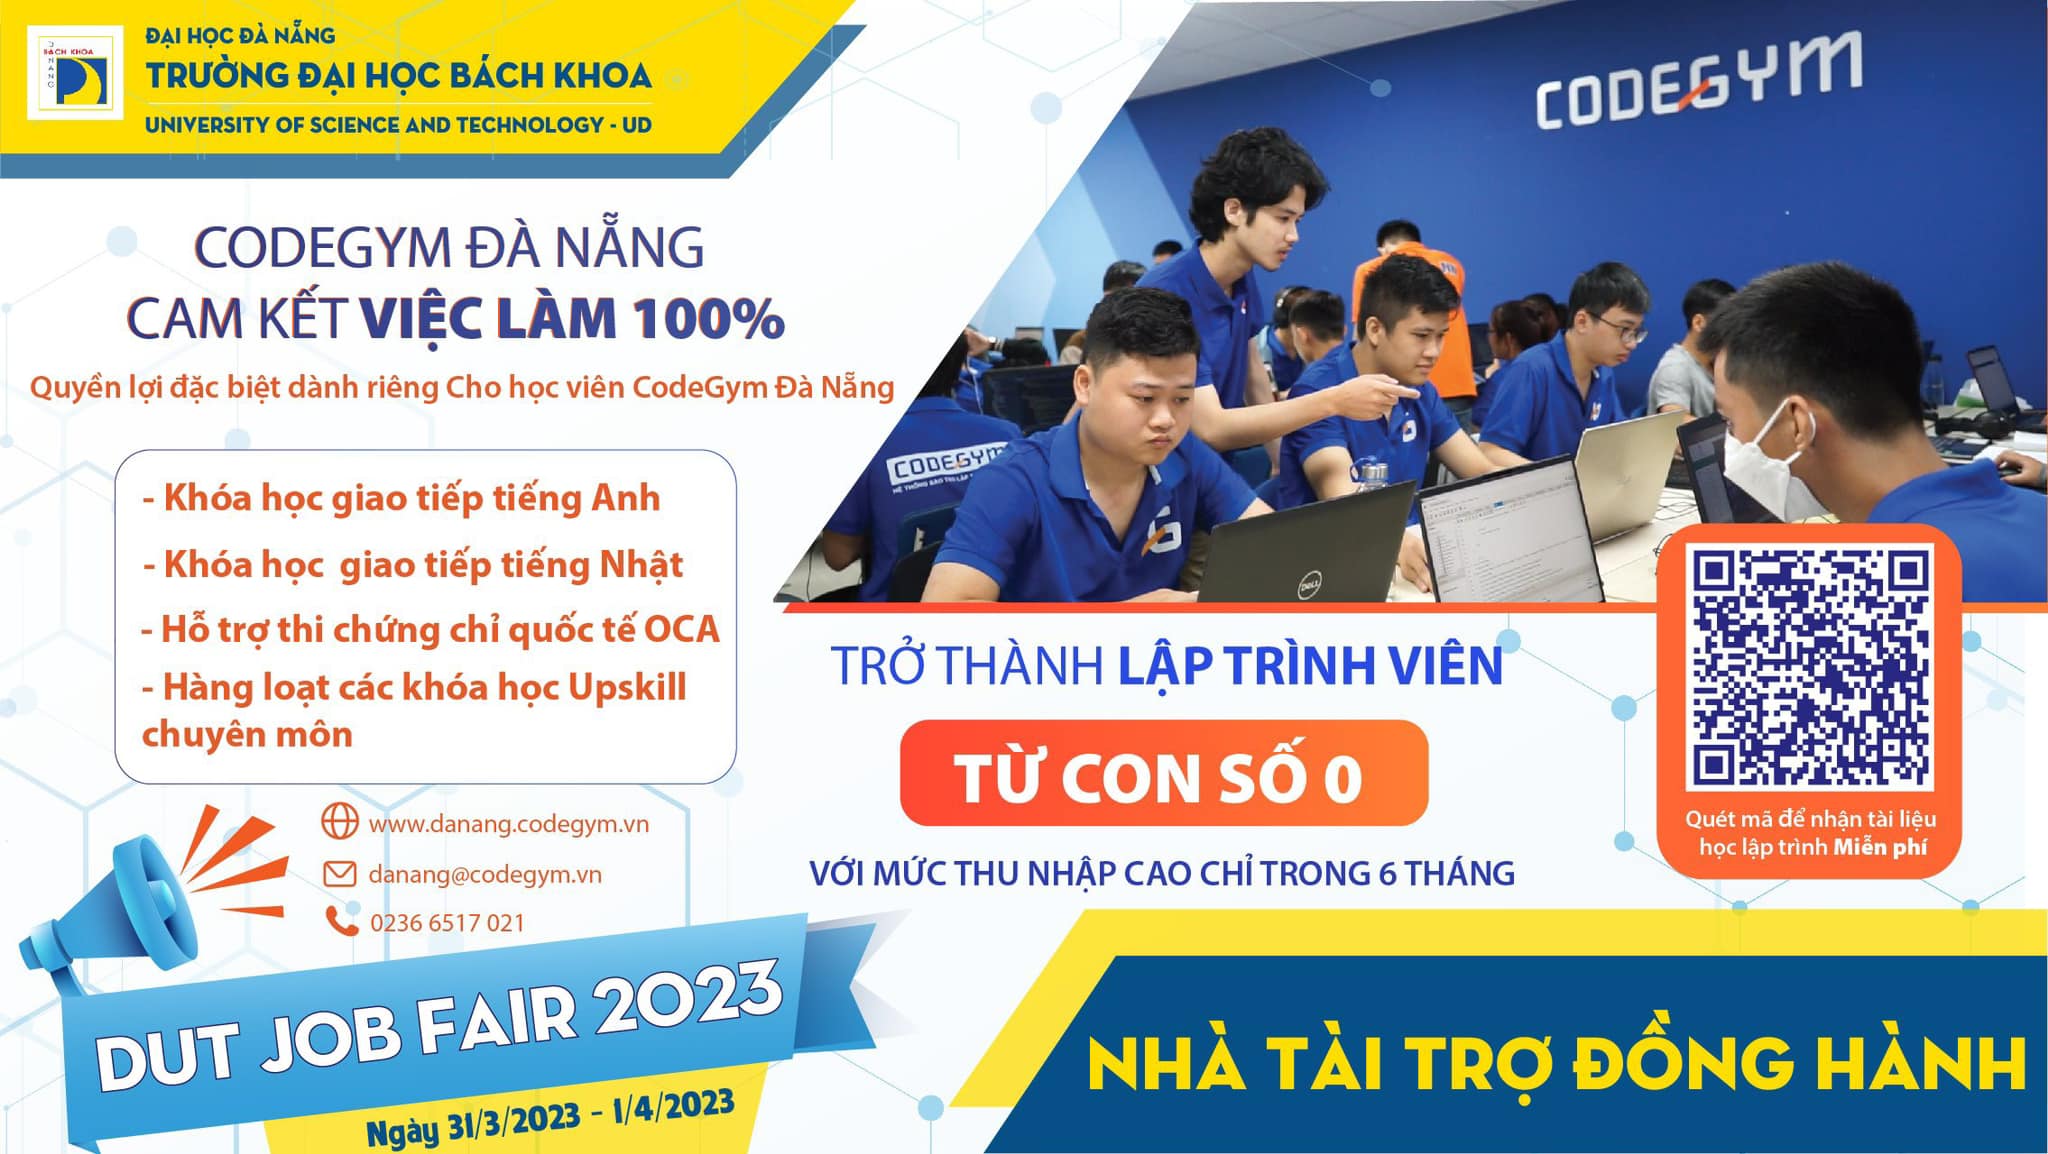 BÁCH KHOA
DANANG
ĐẠI HỌC ĐÀ NẴNG
TRƯỜNG ĐẠI HỌC BÁCH KHOA
UNIVERSITY OF SCIENCE AND TECHNOLOGY - UD
CODEGYM ĐÀ NẴNG
CAM KẾT VIỆC LÀM 100%
Quyền lợi đặc biệt dành riêng Cho học viên CodeGym Đà Nẵng
- Khóa học giao tiếp tiếng Anh
- Khóa học giao tiếp tiếng Nhật
- Hỗ trợ thi chứng chỉ quốc tế OCA
- Hàng loạt các khóa học Upskill
chuyên môn
www.danang.codegym.vn
danang@codegym.vn
0236 6517 021
DUT JOB FAIR 2023
Ngày 31/3/2023 - 1/4/2023
CODEGYM
CODEGYM
DELL
TRỞ THÀNH LẬP TRÌNH VIÊN
TỪ CON SỐ 0
VỚI MỨC THU NHẬP CAO CHỈ TRONG 6 THÁNG
Quét mã để nhận tài liệu
học lập trình Miễn phí
NHÀ TÀI TRỢ ĐỒNG HÀNH